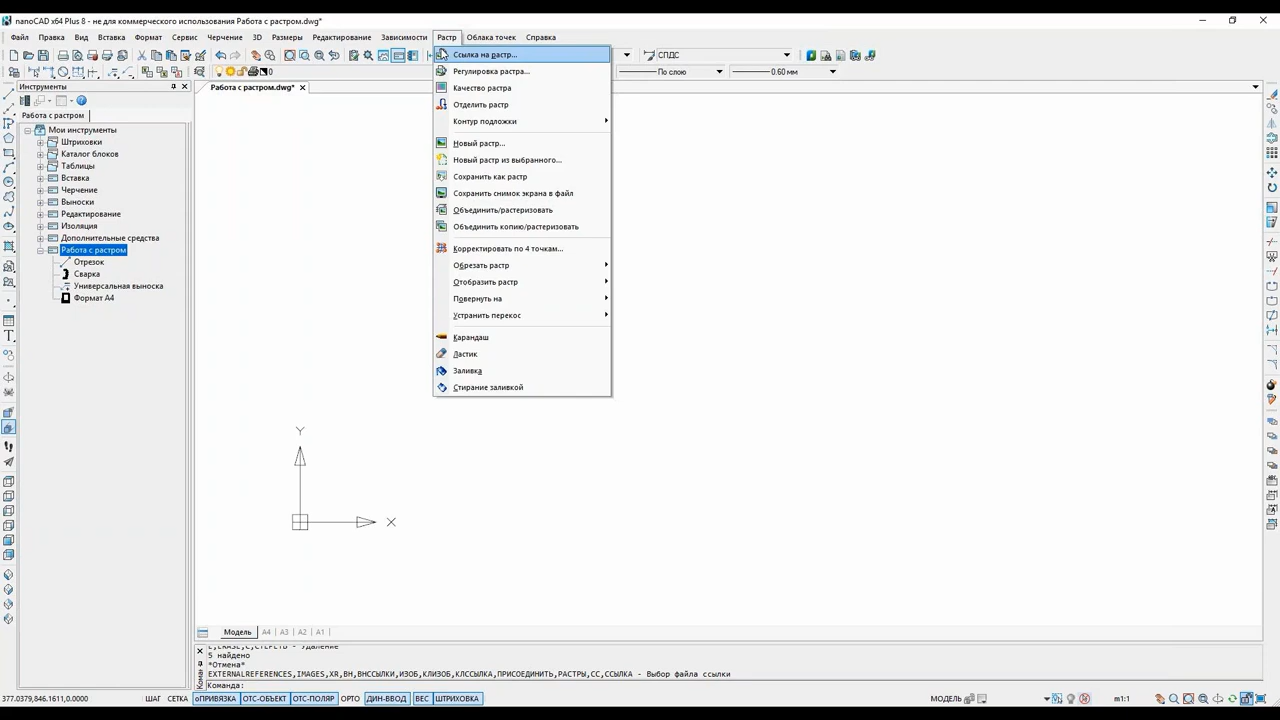 nanoCAD x64 Plus 8 - не для коммерческого использования Работа с растром.dwg*
Файл Правка Вид Вставка Формат Сервис Черчение 3D Размеры Редактирование Зависимости Растр Облака точек Справка
СПДС
0
По слою
0.60 мм
Инструменты
Работа с растром.dwg*
Работа с растром
Мои инструменты
Штриховки
Каталог блоков
Таблицы
Вставка
Черчение
Выноски
Редактирование
Изоляция
Дополнительные средства
Работа с растром
Отрезок
Сварка
Универсальная выноска
Формат А4
Ссылка на растр...
Регулировка растра...
Качество растра
Отделить растр
Контур подложки
Новый растр...
Новый растр из выбранного...
Сохранить как растр
Сохранить снимок экрана в файл
Объединить/растеризовать
Объединить копию/растеризовать
Корректировать по 4 точкам...
Обрезать растр
Отобразить растр
Повернуть на
Устранить перекос
Карандаш
Ластик
Заливка
Стирание заливкой
Y
X
Модель А4 А3 А2 А1
5 найдено
*Отмена*
EXTERNALREFERENCES,IMAGES,XR,ВН,ВНССЫЛКИ,ИЗОБ,КЛИЗОБ,КЛССЫЛКА,ПРИСОЕДИНИТЬ,РАСТРЫ,СС,ССЫЛКА - Выбор файла ссылки
Команда:
377.0379,846.1611,0.0000 ШАГ СЕТКА оПРИВЯЗКА ОТС-ОБЪЕКТ ОТС-ПОЛЯР ОРТО ДИН-ВВОД ВЕС ШТРИХОВКА МОДЕЛЬ m1:1